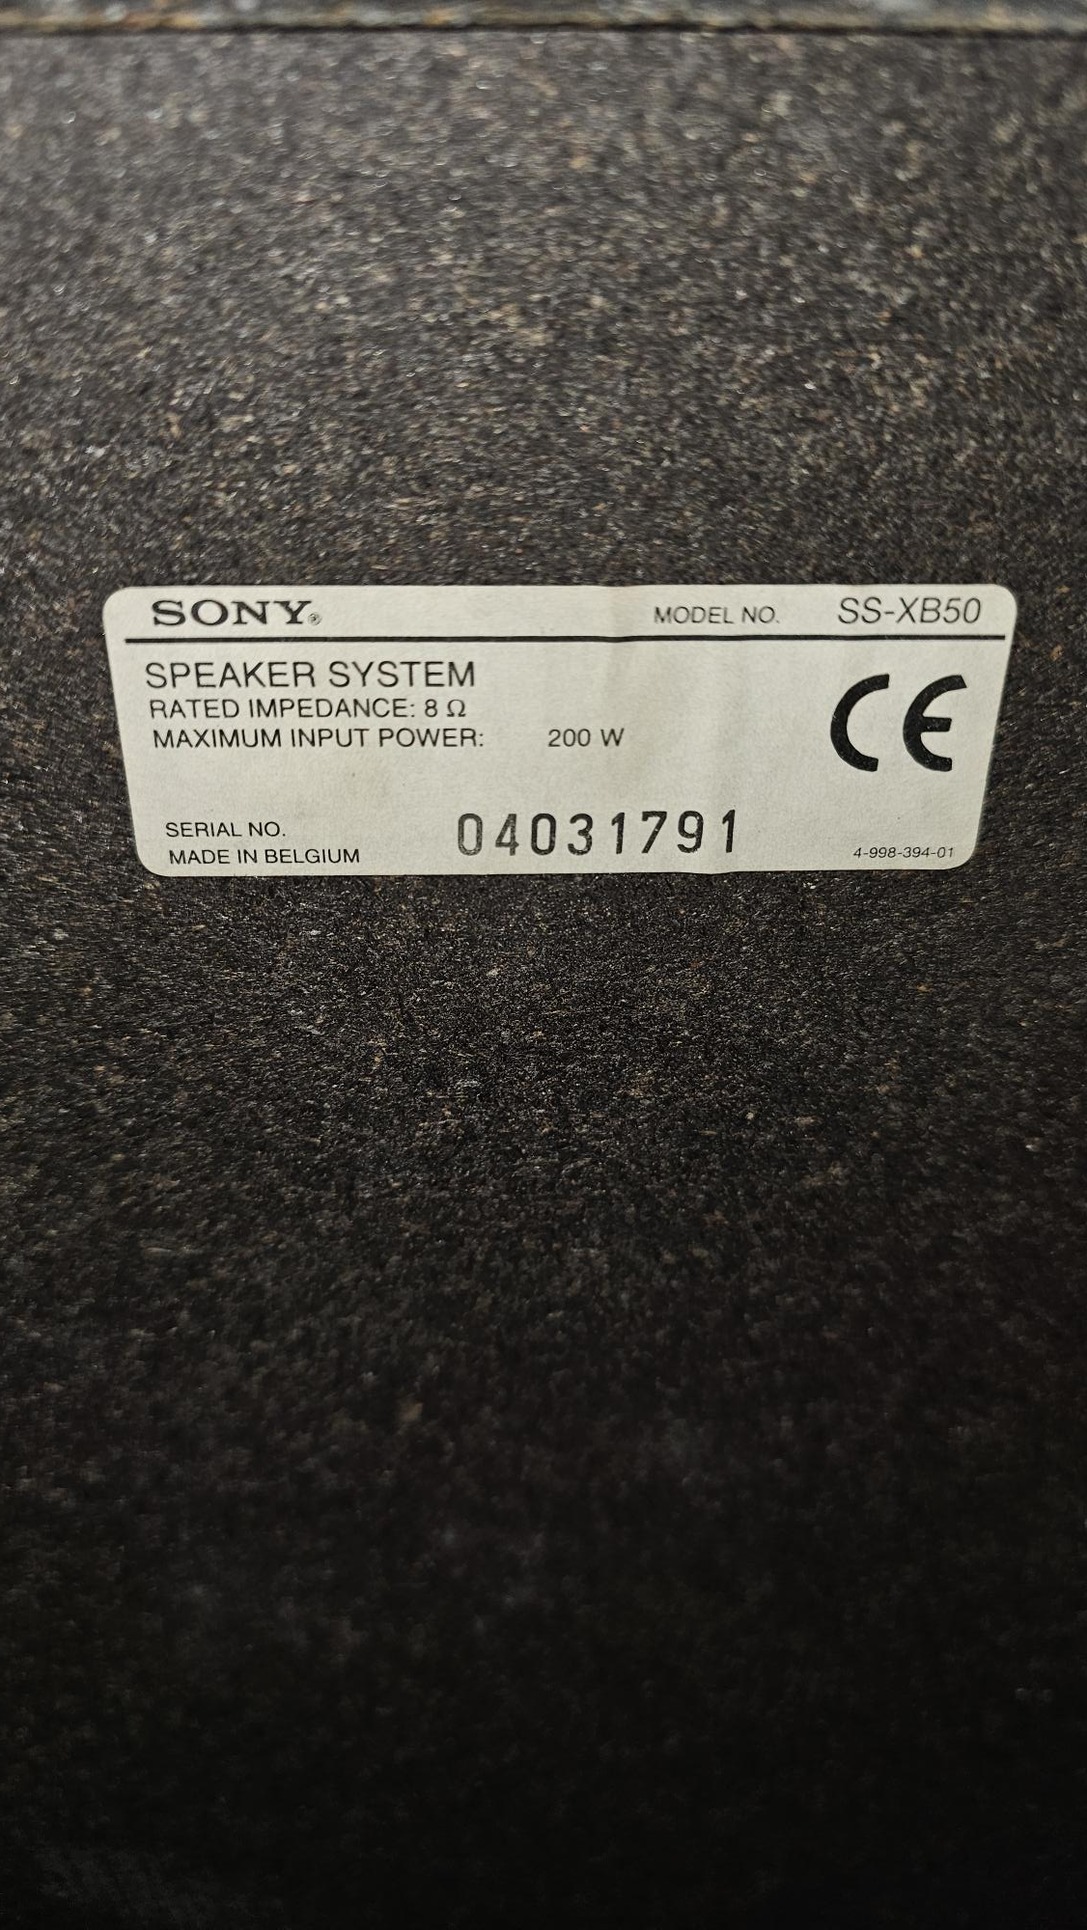 SONY®
MODEL NO. SS-XB50
SPEAKER SYSTEM
RATED IMPEDANCE: 8 Ω
MAXIMUM INPUT POWER: 200 W
CE
SERIAL NO. 04031791
MADE IN BELGIUM
4-998-394-01